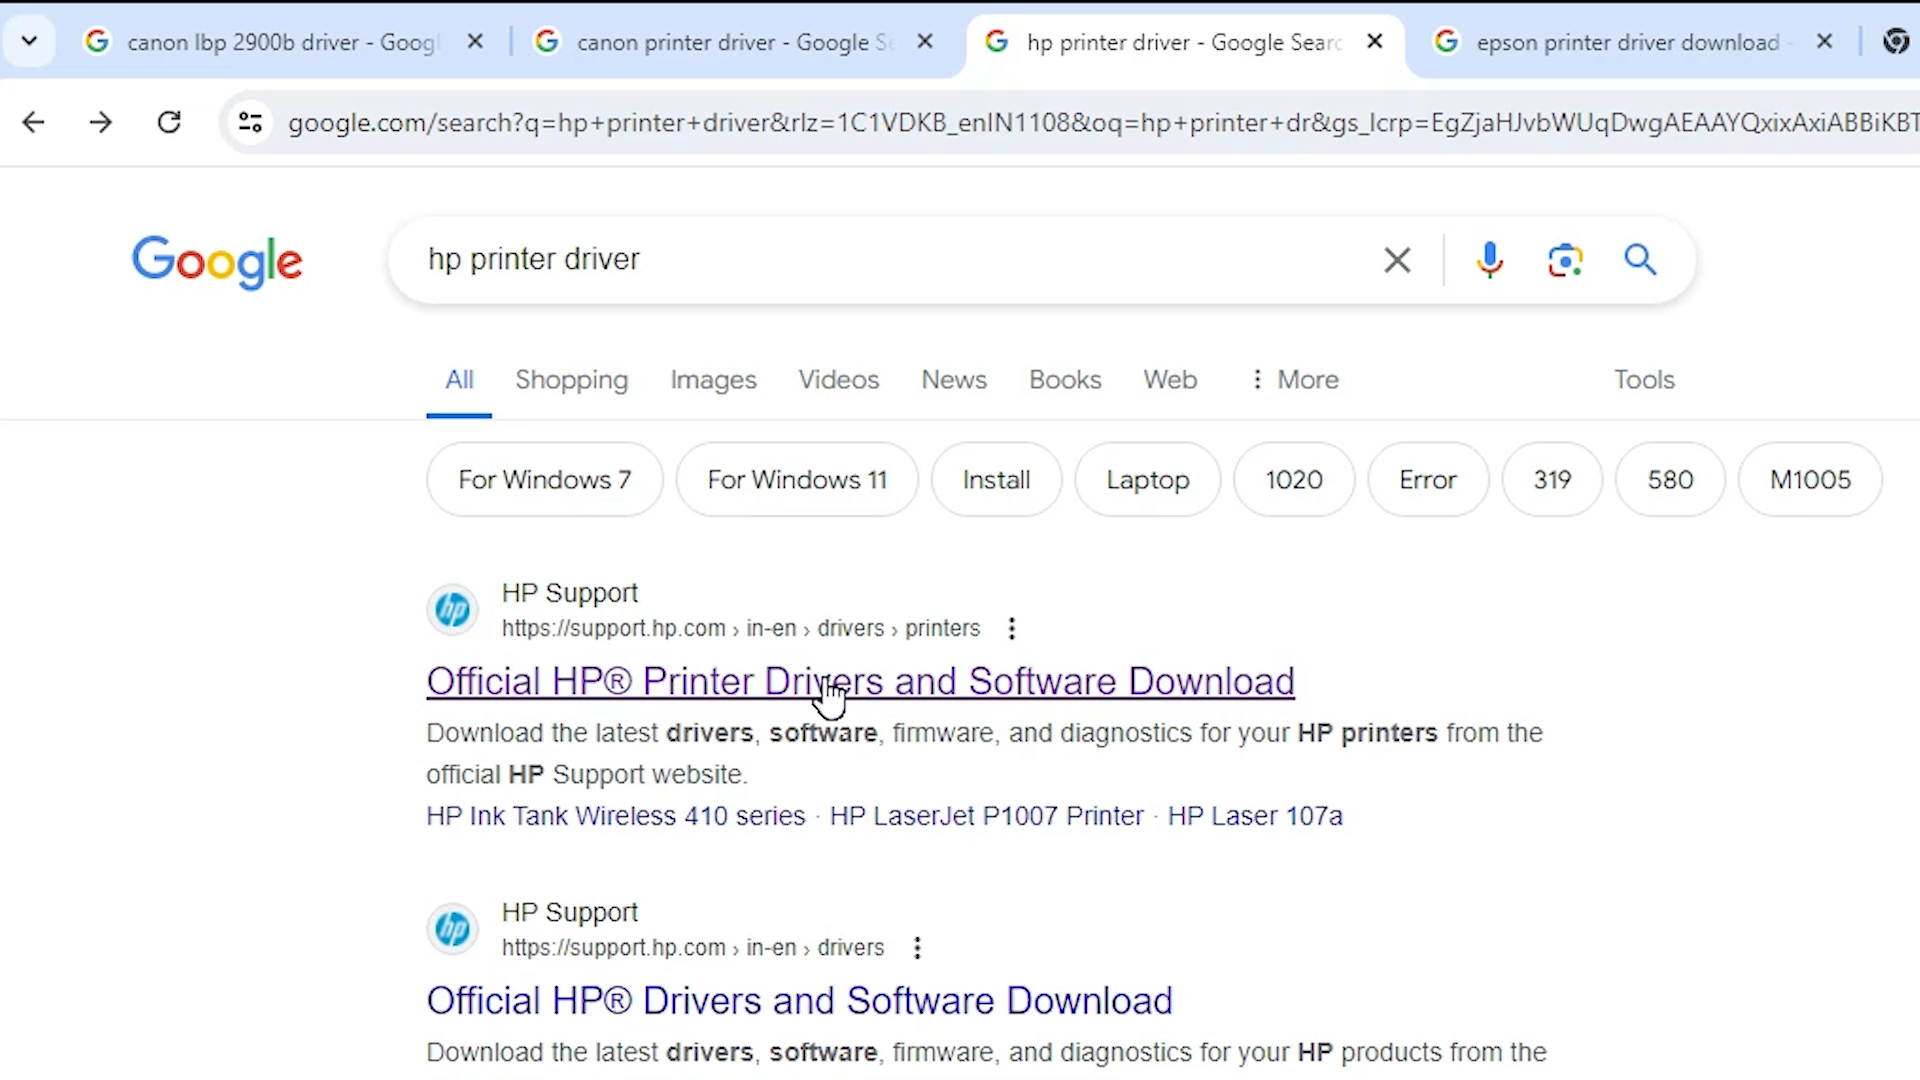 canon lbp 2900b driver - Googl
canon printer driver - Google Se
hp printer driver - Google Searc
epson printer driver download -
google.com/search?q=hp+printer+driver&rlz=1C1VDKB_enIN1108&oq=hp+printer+dr&gs_lcrp=EgZjaHJvbWUqDwgAEAAYQxixAxiABBiKBT
Google
hp printer driver
All Shopping Images Videos News Books Web More Tools
For Windows 7 For Windows 11 Install Laptop 1020 Error 319 580 M1005
hp
HP Support
https://support.hp.com › in-en › drivers › printers
Official HP® Printer Drivers and Software Download
Download the latest drivers, software, firmware, and diagnostics for your HP printers from the
official HP Support website.
HP Ink Tank Wireless 410 series · HP LaserJet P1007 Printer · HP Laser 107a
hp
HP Support
https://support.hp.com › in-en › drivers
Official HP® Drivers and Software Download
Download the latest drivers, software, firmware, and diagnostics for your HP products from the